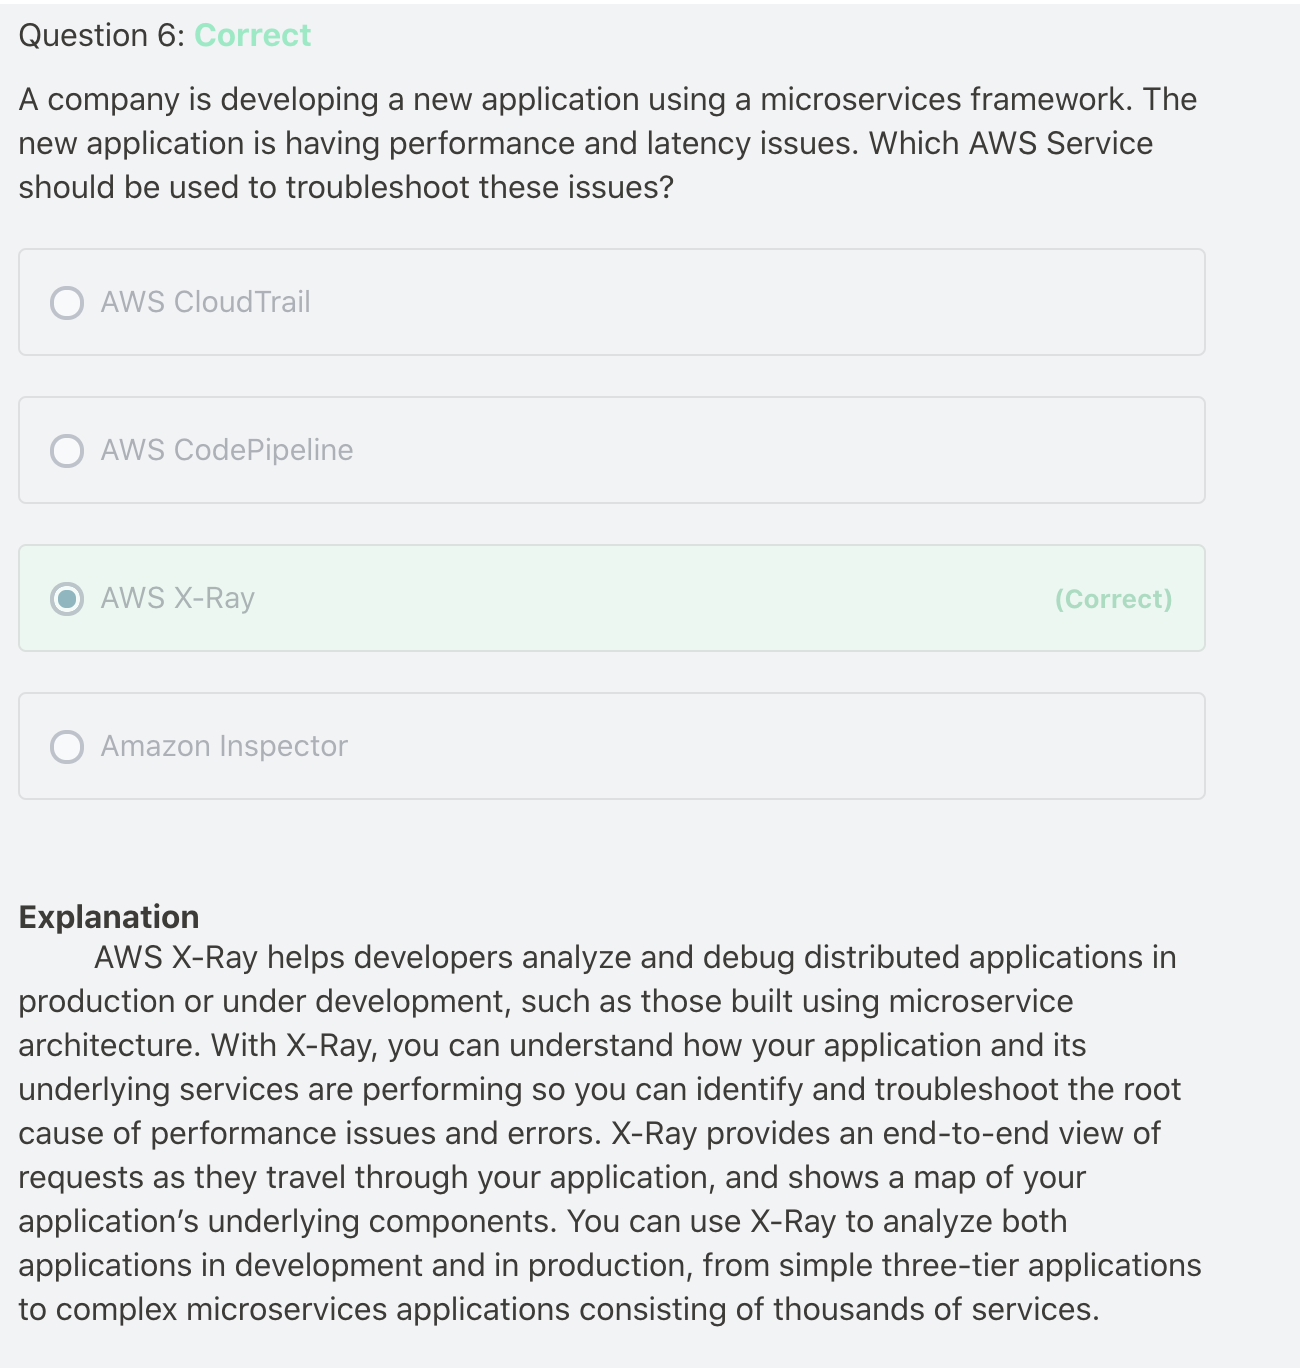 Question 6: Correct
A company is developing a new application using a microservices framework. The
new application is having performance and latency issues. Which AWS Service
should be used to troubleshoot these issues?
AWS CloudTrail
AWS CodePipeline
AWS X-Ray (Correct)
Amazon Inspector
Explanation
AWS X-Ray helps developers analyze and debug distributed applications in
production or under development, such as those built using microservice
architecture. With X-Ray, you can understand how your application and its
underlying services are performing so you can identify and troubleshoot the root
cause of performance issues and errors. X-Ray provides an end-to-end view of
requests as they travel through your application, and shows a map of your
application’s underlying components. You can use X-Ray to analyze both
applications in development and in production, from simple three-tier applications
to complex microservices applications consisting of thousands of services.